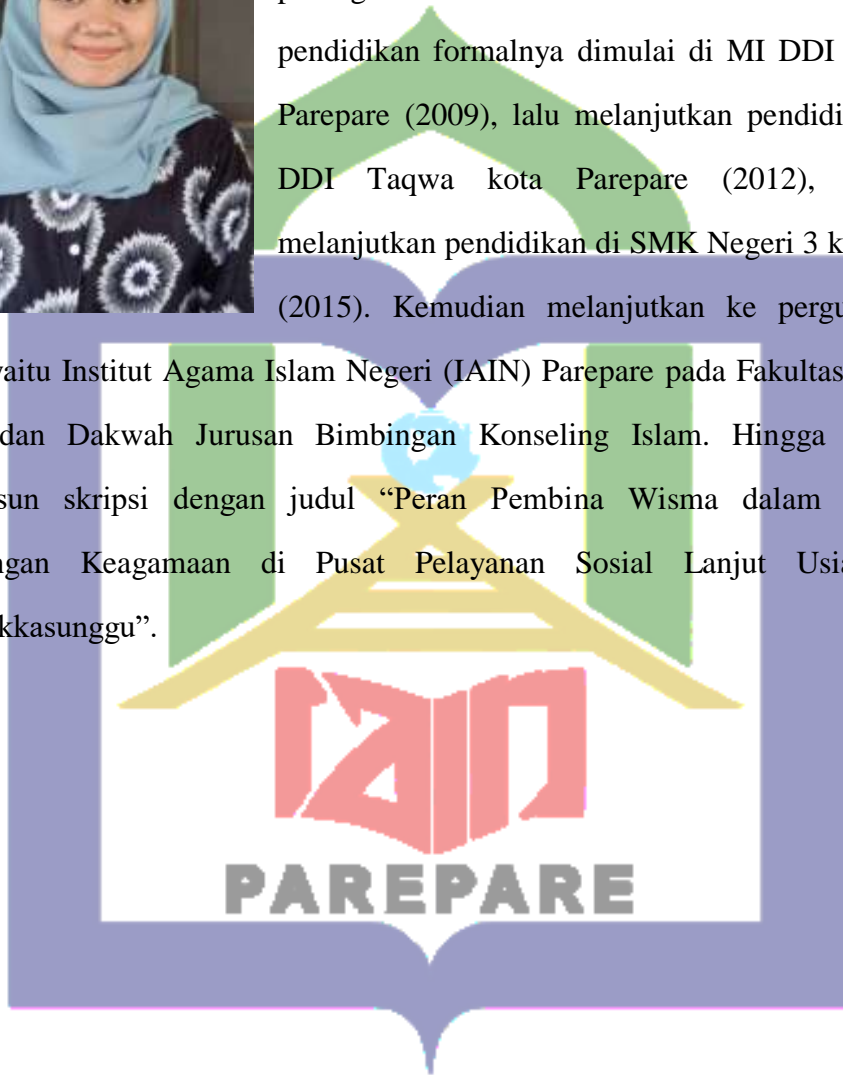 pendidikan formalnya dimulai di MI DDI
Parepare (2009), lalu melanjutkan pendidi
DDI Taqwa kota Parepare (2012),
melanjutkan pendidikan di SMK Negeri 3 k
(2015). Kemudian melanjutkan ke pergu
yaitu Institut Agama Islam Negeri (IAIN) Parepare pada Fakultas
dan Dakwah Jurusan Bimbingan Konseling Islam. Hingga
sun skripsi dengan judul “Peran Pembina Wisma dalam
ngan Keagamaan di Pusat Pelayanan Sosial Lanjut Usia
kkasunggu”.
iain
PAREPARE